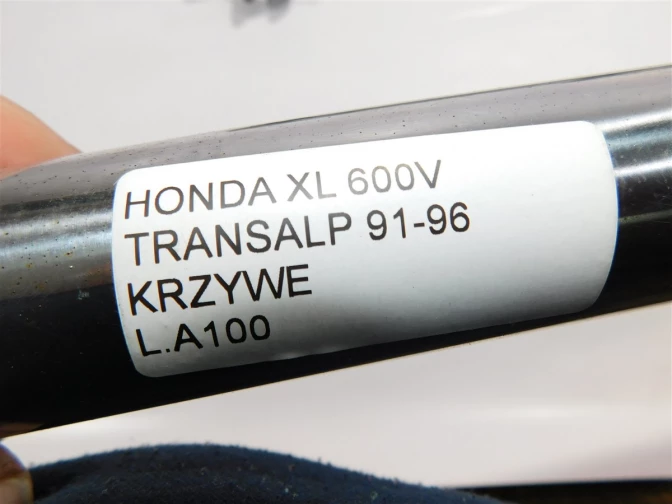 HONDA XL 600V
TRANSALP 91-96
KRZYWE
L.A100